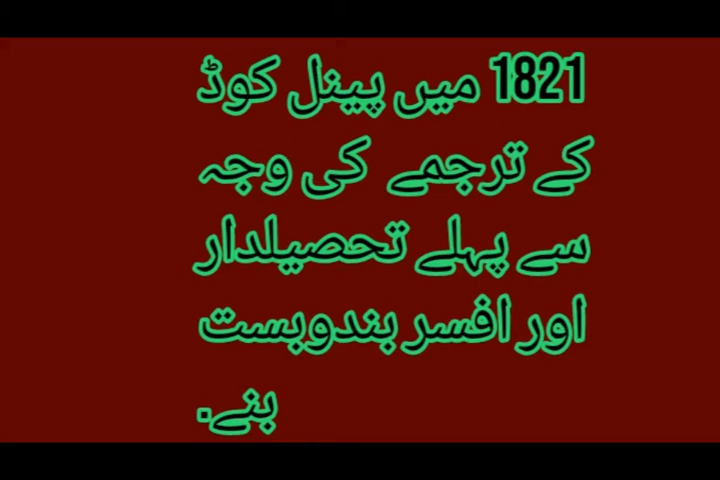 1821 میں پینل کوڈ
کے ترجمے کی وجہ
سے پہلے تحصیلدار
اور افسر بندوبست
بنے.